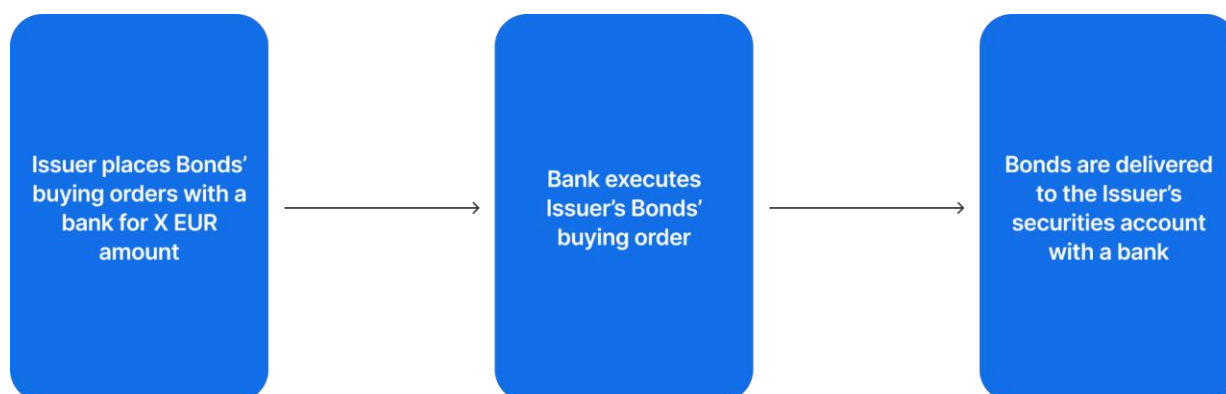 Issuer places Bonds’
buying orders with a
bank for X EUR
amount
Bank executes
Issuer’s Bonds’
buying order
Bonds are delivered
to the Issuer’s
securities account
with a bank